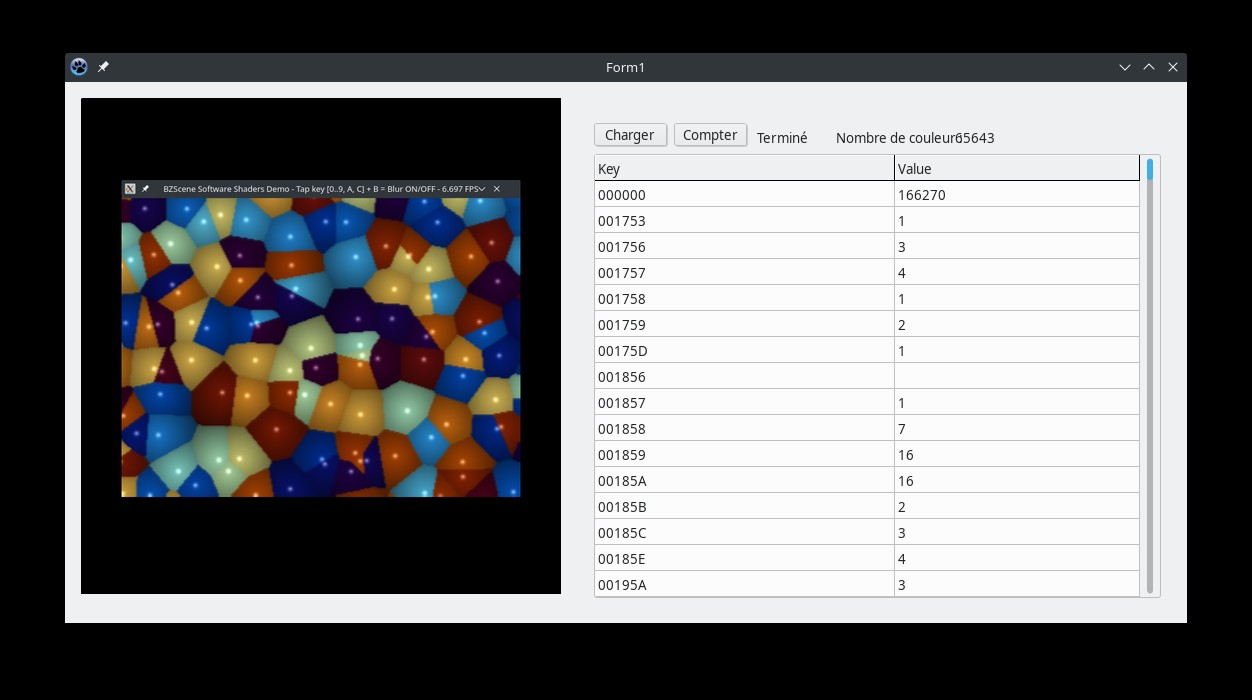 Form1
BZScene Software Shaders Demo - Tap key [0..9, A, C] + B = Blur ON/OFF - 6.697 FPS
Charger Compter Terminé Nombre de couleur 65643
Key Value
000000 166270
001753 1
001756 3
001757 4
001758 1
001759 2
00175D 1
001856
001857 1
001858 7
001859 16
00185A 16
00185B 2
00185C 3
00185E 4
00195A 3